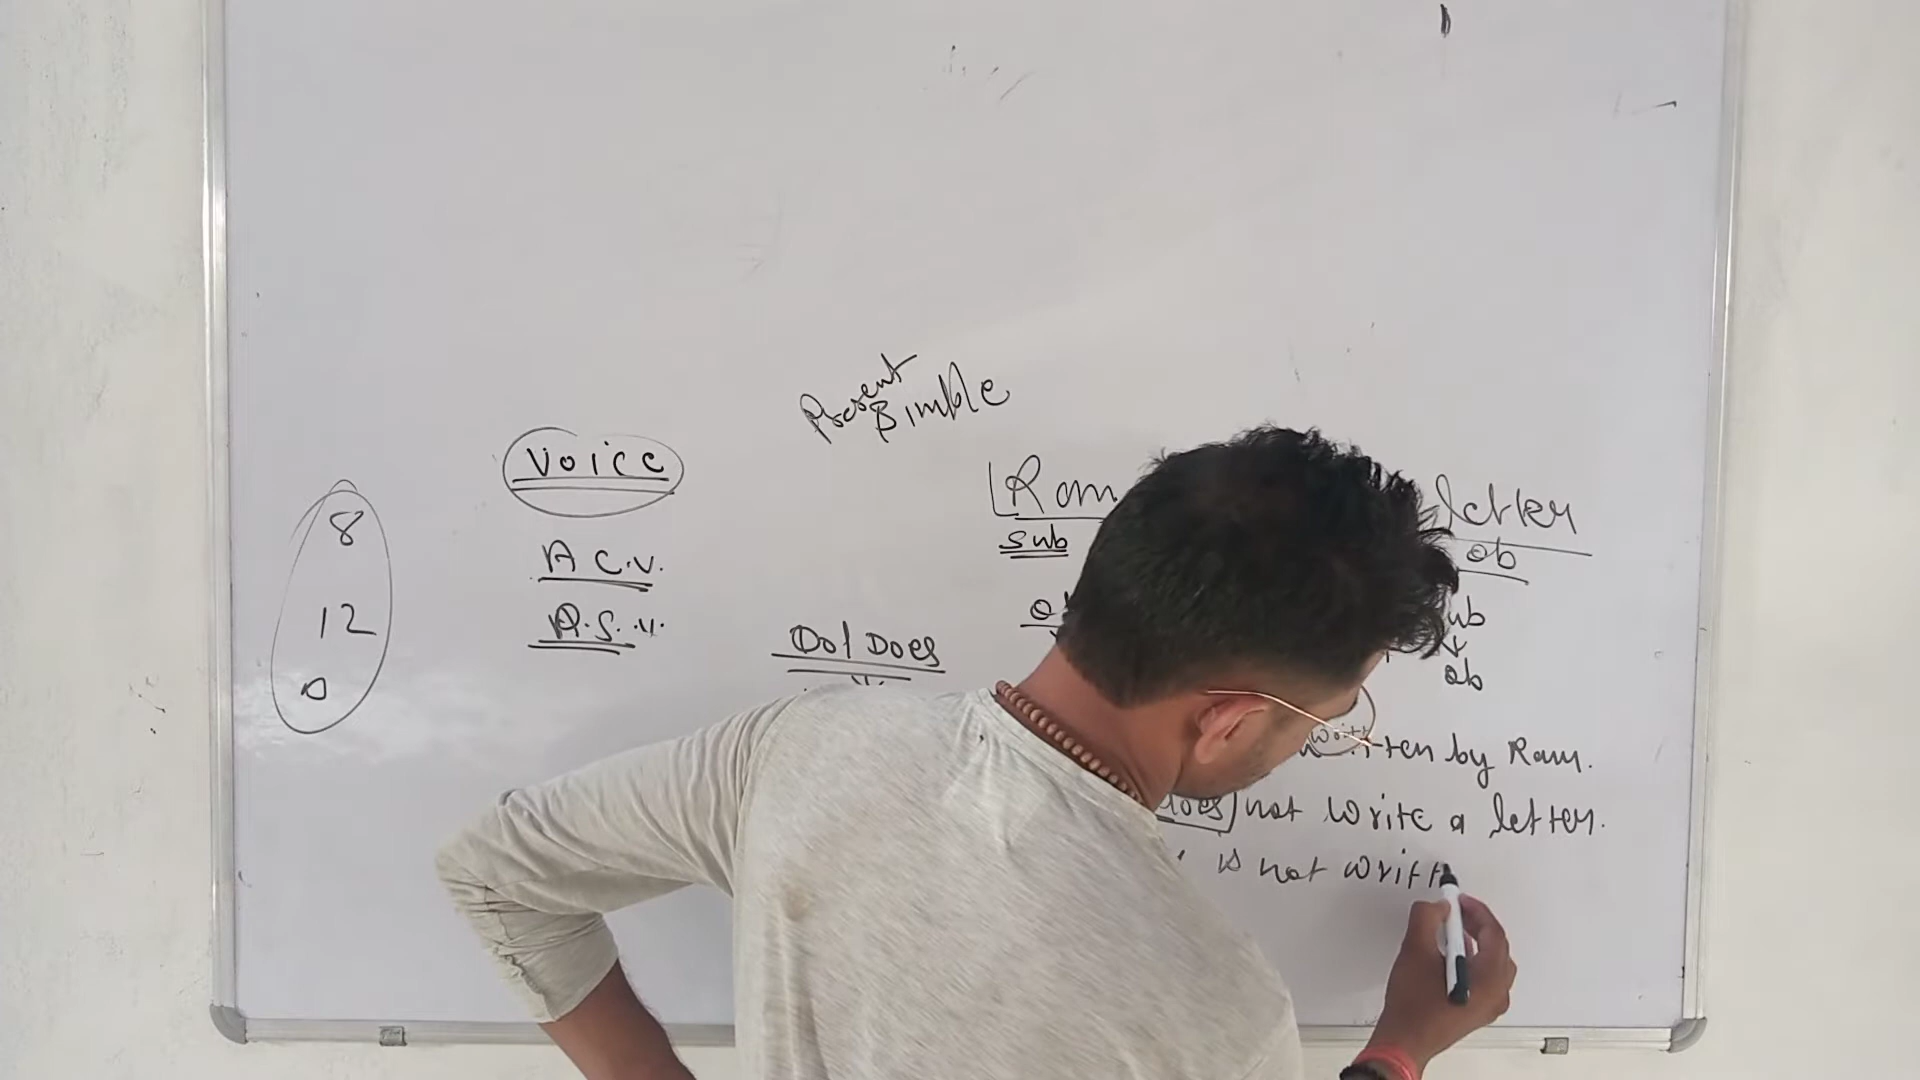 Present
Simple
Voice
A C.V.
P.S.V.
8
12
0
Do/Does
Ram
letter
sub
ob
ob
written by Ram.
does not write a letter.
is not writt